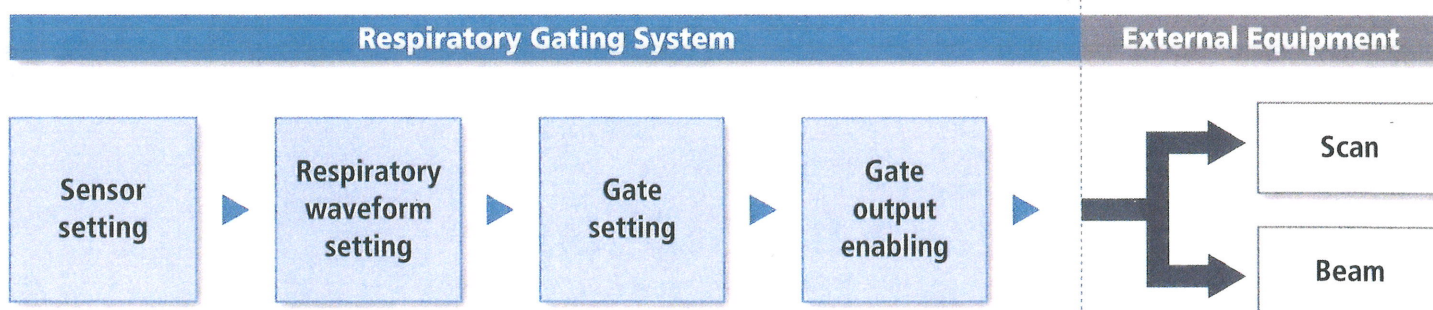 Respiratory Gating System
External Equipment
Sensor
setting
Respiratory
waveform
setting
Gate
setting
Gate
output
enabling
Scan
Beam